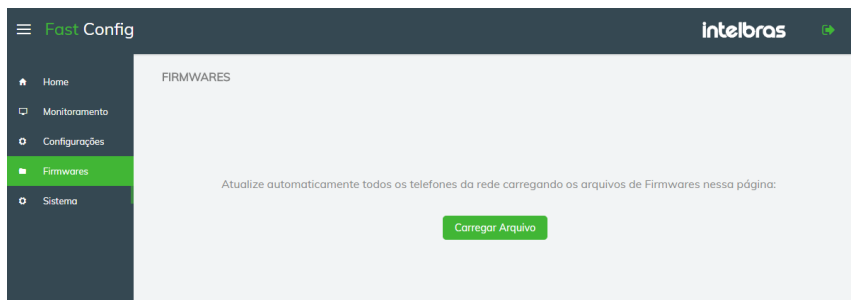 Fast Config
intelbras
Home
Monitoramento
Configurações
Firmwares
Sistema
FIRMWARES
Atualize automaticamente todos os telefones da rede carregando os arquivos de Firmwares nessa página:
Carregar Arquivo